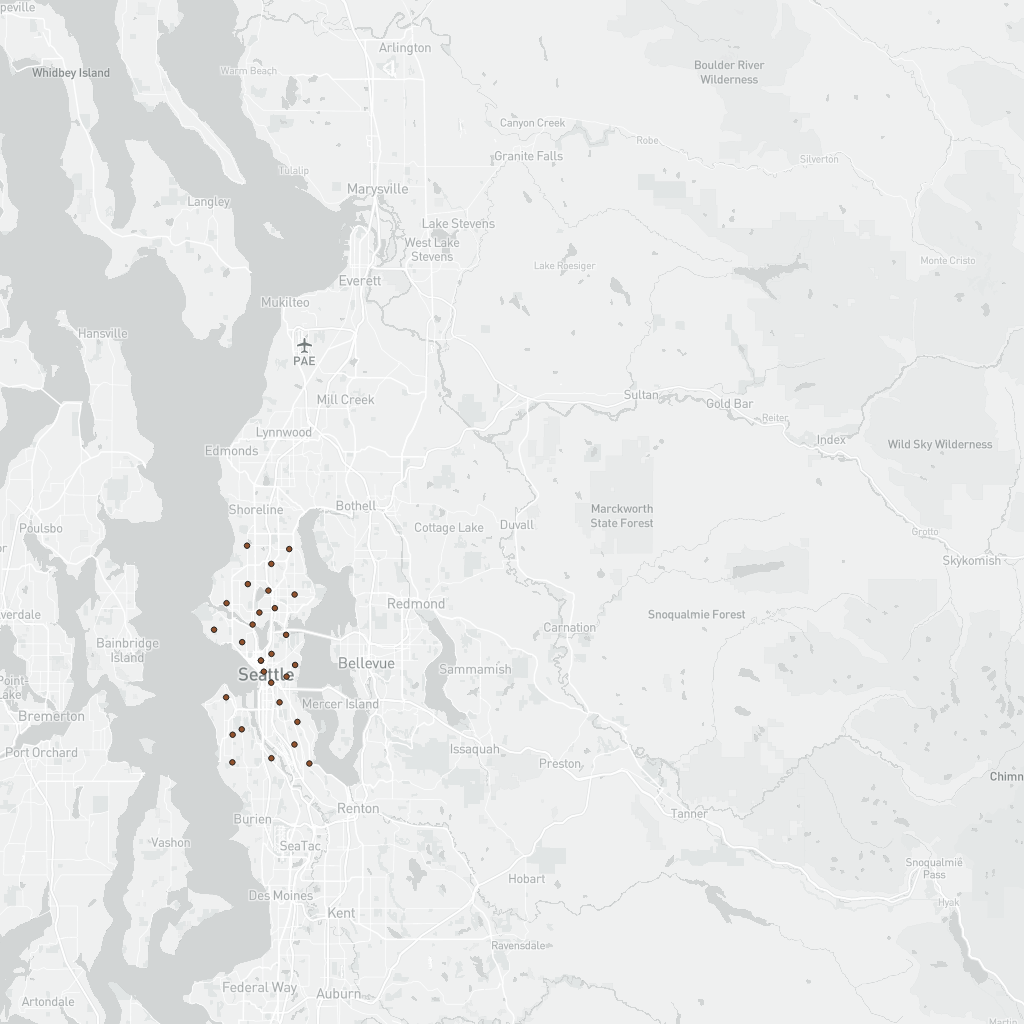 peville
Arlington
Whidbey Island
Warm Beach
Boulder River
Wilderness
Canyon Creek
Robe
Granite Falls
Silverton
Tulalip
Marysville
Langley
Lake Stevens
West Lake
Stevens
Monte Cristo
Lake Roesiger
Everett
Mukilteo
Hansville
PAE
Mill Creek
Sultan
Gold Bar
Reiter
Lynnwood
Index
Wild Sky Wilderness
Edmonds
Bothell
Shoreline
Marckworth
State Forest
Poulsbo
Cottage Lake
Duvall
Grotto
or
Skykomish
Redmond
verdale
Snoqualmie Forest
Carnation
Bainbridge
Island
Bellevue
Sammamish
Seattle
Point-
Lake
Mercer Island
Bremerton
Port Orchard
Issaquah
Preston
Chimn
Renton
Tanner
Burien
Vashon
SeaTac
Snoqualmie
Pass
Hobart
Des Moines
Hyak
Kent
Ravensdale
Federal Way
Auburn
Artondale
Martin